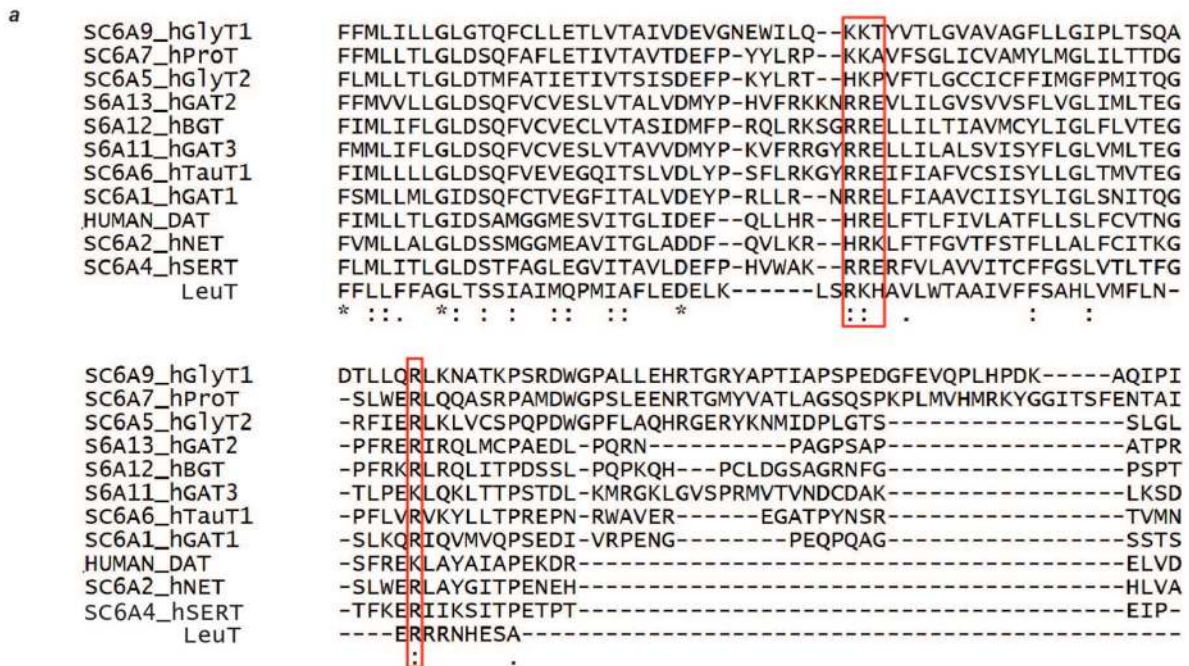 a
SC6A9_hGlyT1 FFMLILLGLGTQFCLLETLVTAIVDEVGNEWILQ--KKTYVTLGVAVAGFLLGIPLTSQA
SC6A7_hProT FFMLLTLGLDSQFAFLETIVTAVTDEFP-YYLRP--KKAVFSGLICVAMYLMGLILTTDG
SC6A5_hGlyT2 FLMLLTLGLDTMFATIETIVTSISDEFP-KYLRT--HKPVFTLGCCICFFIMGFPMITQG
S6A13_hGAT2 FFMVVLLGLDSQFVCVESLVTALVDMYP-HVFRKKNRREVLILGVSVVSFLVGLIMLTEG
S6A12_hBGT FIMLIFLGLDSQFVCVECLVTASIDMFP-RQLRKSGRRELLILTIAVMCYLIGLFLVTEG
S6A11_hGAT3 FMMLIFLGLDSQFVCVESLVTAVVDMYP-KVFRRGYRRELLILALSVISYFLGLVMLTEG
SC6A6_hTauT1 FIMLLLLGLDSQFVEVEGQITSLVDLYP-SFLRKGYRREIFIAFVCSISYLLGLTMVTEG
SC6A1_hGAT1 FSMLLMLGIDSQFCTVEGFITALVDEYP-RLLR--NRRELFIAAVCIISYLIGLSNITQG
HUMAN_DAT FIMLLTLGIDSAMGGMESVITGLIDEF--QLLHR--HRELFTLFIVLATFLLSLFCVTNG
SC6A2_hNET FVMLLALGLDSSMGGMEAVITGLADDF--QVLKR--HRKLFTFGVTFSTFLLALFCITKG
SC6A4_hSERT FLMLITLGLDSTFAGLEGVITAVLDEFP-HVWAK--RRERFVLAVVITCFFGSLVTLTFG
LeuT FFLLFFAGLTSSIAIMQPMIAFLEDELK------LSRKHAVLWTAAIVFFSAHLVMFLN-
* ::. *: : : :: :: * :: . : :
SC6A9_hGlyT1 DTLLQRLKNATKPSRDWGPALLEHRTGRYAPTIAPSPEDGFEVQPLHPDK-----AQIPI
SC6A7_hProT -SLWERLQQASRPAMDWGPSLEENRTGMYVATLAGSQSPKPLMVHMRKYGGITSFENTAI
SC6A5_hGlyT2 -RFIERLKLVCSPQPDWGPFLAQHRGERYKNMIDPLGTS-----------------SLGL
S6A13_hGAT2 -PFRERIRQLMCPAEDL-PQRN----------PAGPSAP-----------------ATPR
S6A12_hBGT -PFRKRLRQLITPDSSL-PQPKQH---PCLDGSAGRNFG-----------------PSPT
S6A11_hGAT3 -TLPEKLQKLTTPSTDL-KMRGKLGVSPRMVTVNDCDAK-----------------LKSD
SC6A6_hTauT1 -PFLVRVKYLLTPREPN-RWAVER------EGATPYNSR-----------------TVMN
SC6A1_hGAT1 -SLKQRIQVMVQPSEDI-VRPENG------PEQPQAG-------------------SSTS
HUMAN_DAT -SFREKLAYAIAPEKDR---------------------------------------ELVD
SC6A2_hNET -SLWERLAYGITPENEH---------------------------------------HLVA
SC6A4_hSERT -TFKERIIKSITPETPT---------------------------------------EIP-
LeuT ----ERRRRNHESA----------------------------------------------
: .